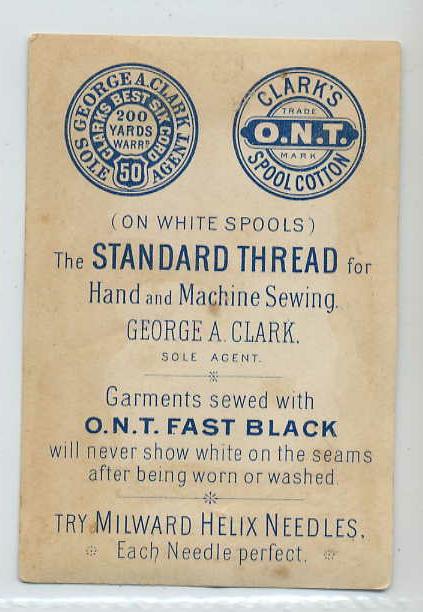 GEORGE A. CLARK
SOLE AGENT
CLARKS BEST SIX CORD
200
YARDS
WARRD
50
CLARK'S
TRADE
O.N.T.
MARK
SPOOL COTTON
(ON WHITE SPOOLS)
The STANDARD THREAD for
Hand and Machine Sewing.
GEORGE A. CLARK,
SOLE AGENT.
Garments sewed with
O.N.T. FAST BLACK
will never show white on the seams
after being worn or washed.
TRY MILWARD HELIX NEEDLES.
Each Needle perfect.